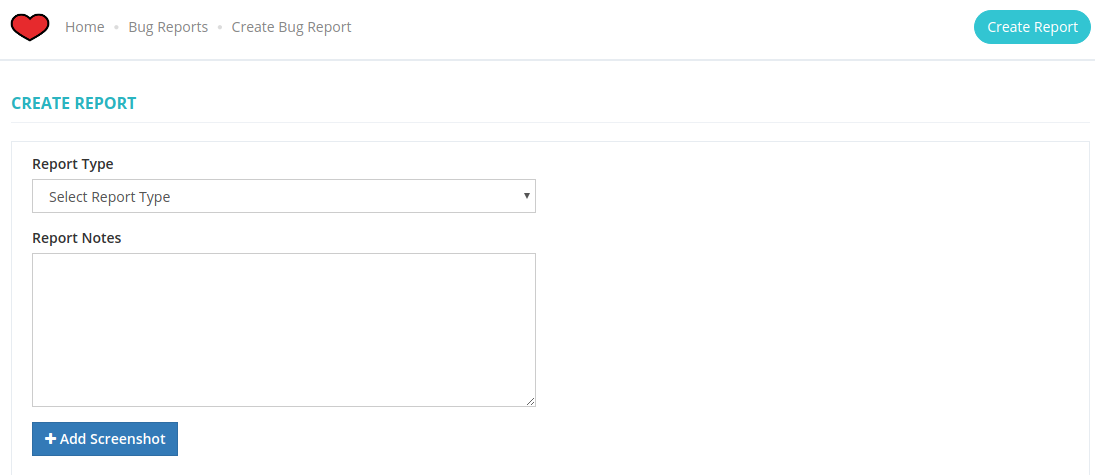 Home • Bug Reports • Create Bug Report Create Report
CREATE REPORT
Report Type
Select Report Type
Report Notes
+ Add Screenshot